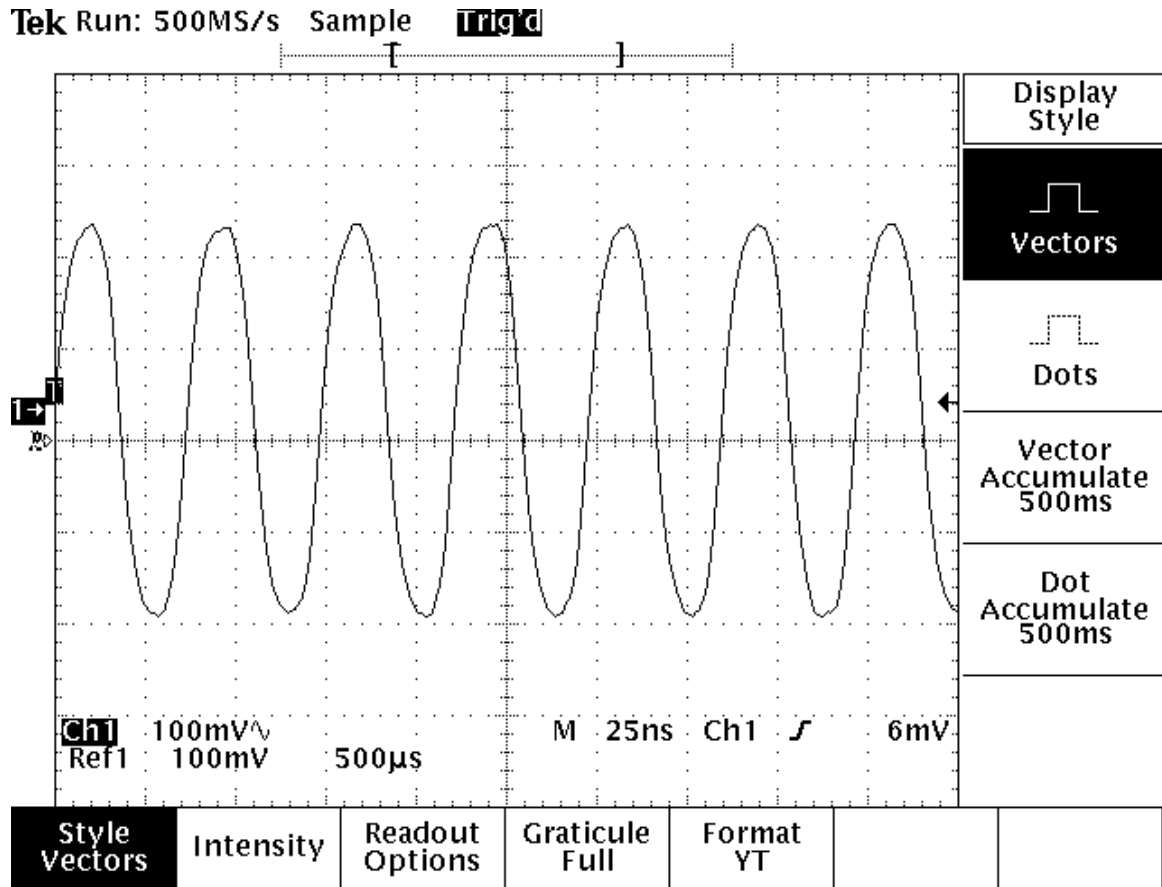 Tek Run: 500MS/s Sample Trig'd
[ ]
Display
Style
Vectors
Dots
Vector
Accumulate
500ms
Dot
Accumulate
500ms
T
1→
Ch1 100mV∿ M 25ns Ch1 ʃ 6mV
Ref1 100mV 500µs
Style
Vectors
Intensity
Readout
Options
Graticule
Full
Format
YT